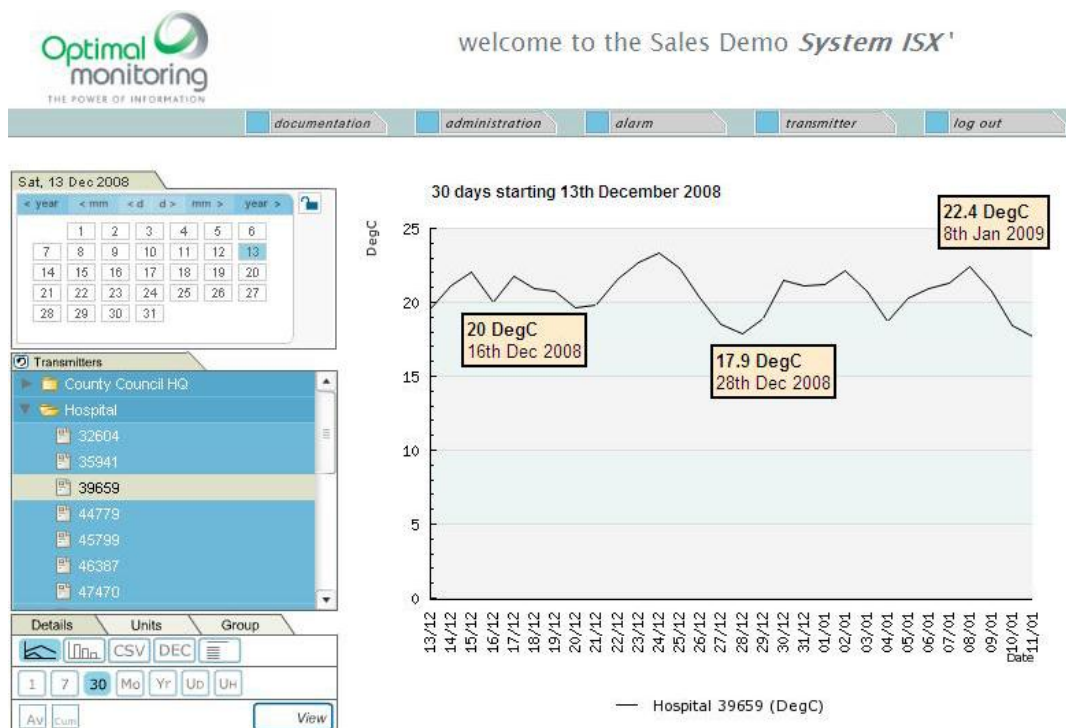 Optimal
monitoring
THE POWER OF INFORMATION
welcome to the Sales Demo System ISX '
documentation administration alarm transmitter log out
Sat, 13 Dec 2008
< year < mm < d d > mm > year >
1 2 3 4 5 6
7 8 9 10 11 12 13
14 15 16 17 18 19 20
21 22 23 24 25 26 27
28 29 30 31
Transmitters
County Council HQ
Hospital
32604
35941
39659
44779
45799
46387
47470
Details Units Group
CSV DEC
1 7 30 Mo Yr UD UH
Av Cum View
30 days starting 13th December 2008
DegC
22.4 DegC
8th Jan 2009
20 DegC
16th Dec 2008
17.9 DegC
28th Dec 2008
25
20
15
10
5
0
13/12 14/12 15/12 16/12 17/12 18/12 19/12 20/12 21/12 22/12 23/12 24/12 25/12 26/12 27/12 28/12 29/12 30/12 31/12 01/01 02/01 03/01 04/01 05/01 06/01 07/01 08/01 09/01 10/01 11/01
Date
Hospital 39659 (DegC)